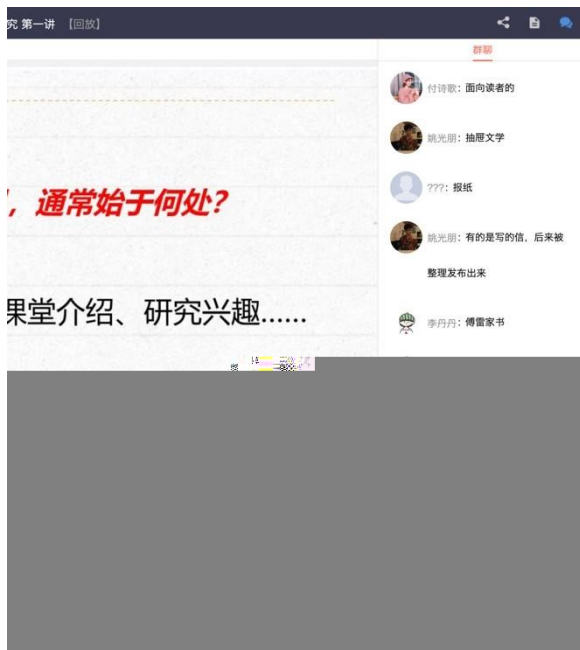 究 第一讲 【回放】
群聊
，通常始于何处？
课堂介绍、研究兴趣......
付诗歌：面向读者的
姚光朋：抽屉文学
???：报纸
姚光朋：有的是写的信，后来被
整理发布出来
李丹丹：傅雷家书